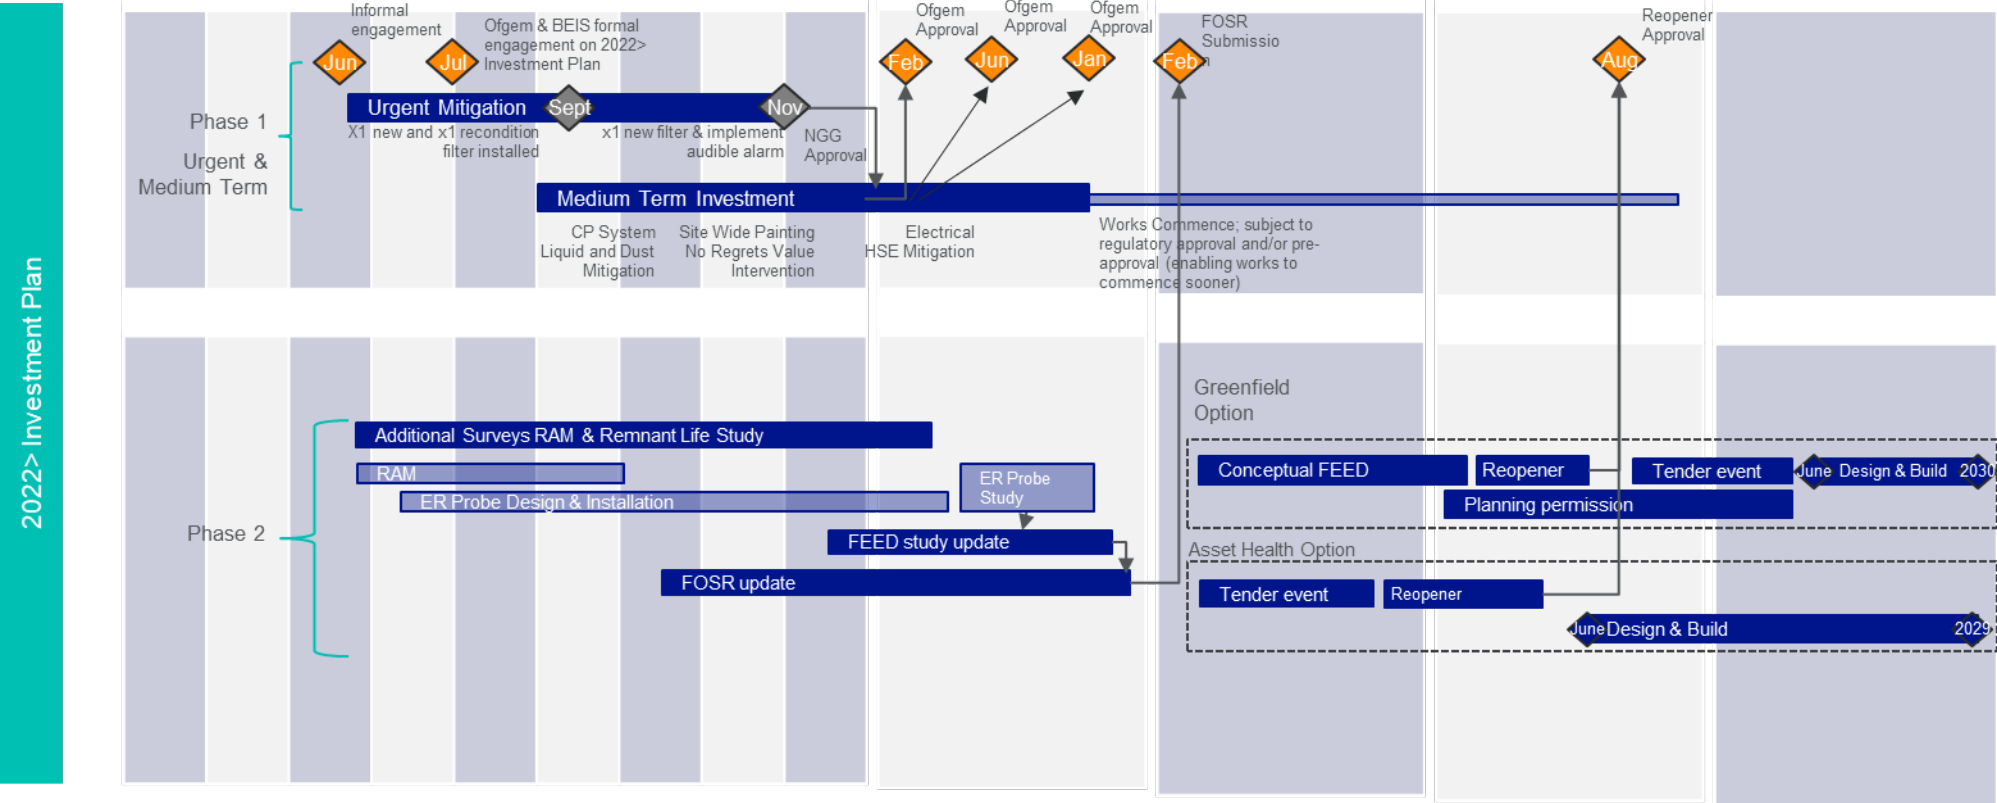 2022> Investment Plan
Informal
engagement
Ofgem & BEIS formal
engagement on 2022>
Investment Plan
Ofgem
Approval
Ofgem
Approval
Ofgem
Approval
FOSR
Submissio
n
Reopener
Approval
Jun
Jul
Feb
Jun
Jan
Feb
Aug
Phase 1
Urgent &
Medium Term
Urgent Mitigation
Sept
Nov
X1 new and x1 recondition
filter installed
x1 new filter & implement
audible alarm
NGG
Approval
Medium Term Investment
CP System
Liquid and Dust
Mitigation
Site Wide Painting
No Regrets Value
Intervention
Electrical
HSE Mitigation
Works Commence; subject to
regulatory approval and/or pre-
approval (enabling works to
commence sooner)
Phase 2
Additional Surveys RAM & Remnant Life Study
RAM
ER Probe Design & Installation
ER Probe
Study
FEED study update
FOSR update
Greenfield
Option
Conceptual FEED
Reopener
Tender event
June
Design & Build
2030
Planning permission
Asset Health Option
Tender event
Reopener
June
Design & Build
2029